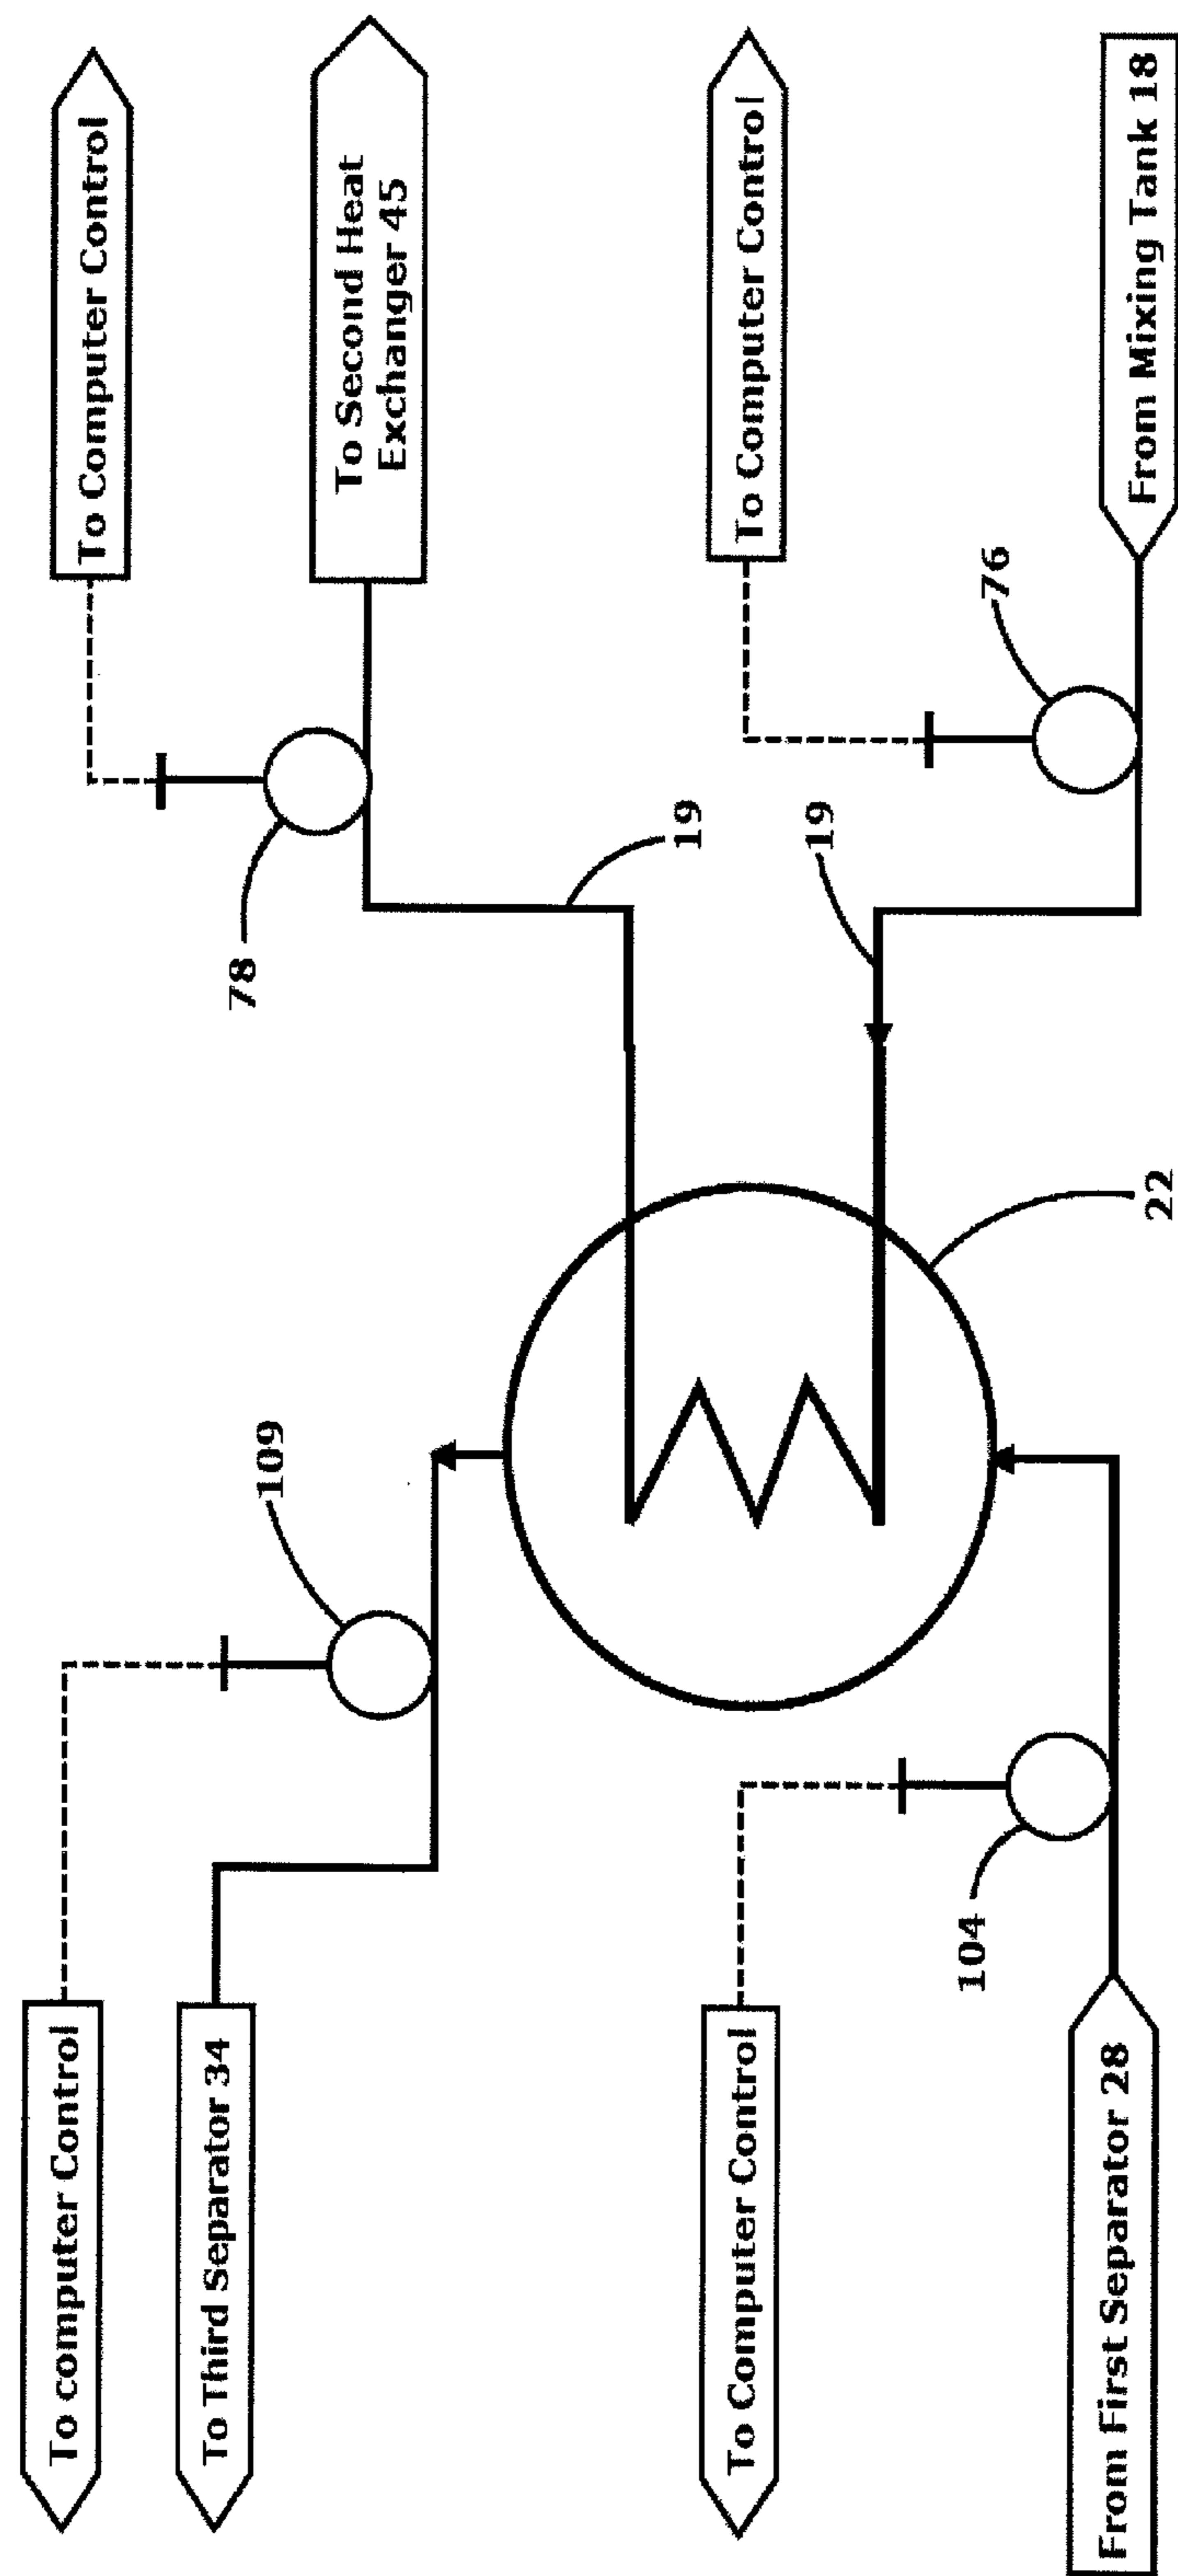 To computer Control
To Computer Control
To Third Separator 34
109
78
To Second Heat
Exchanger 45
19
To Computer Control
To Computer Control
19
104
76
From First Separator 28
22
From Mixing Tank 18